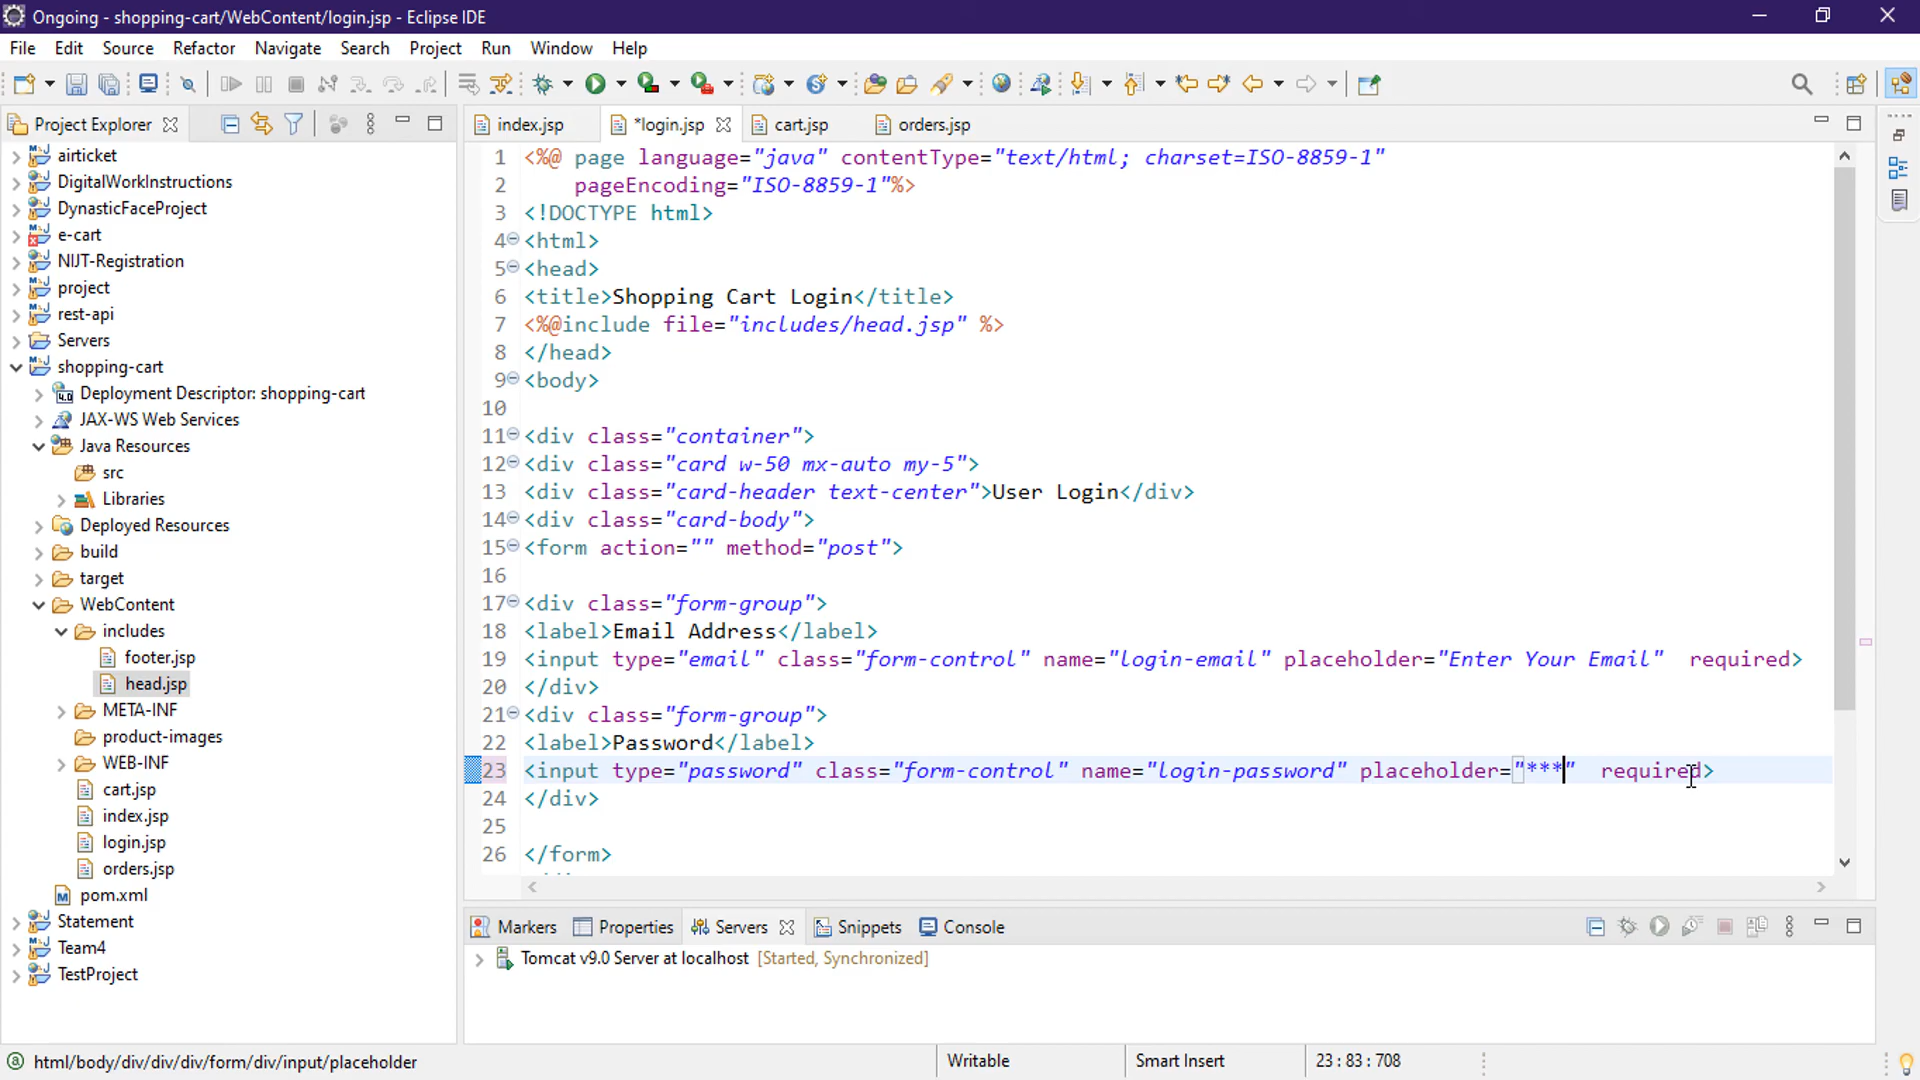 Ongoing - shopping-cart/WebContent/login.jsp - Eclipse IDE
File Edit Source Refactor Navigate Search Project Run Window Help
Project Explorer
index.jsp *login.jsp cart.jsp orders.jsp
airticket
DigitalWorkInstructions
DynasticFaceProject
e-cart
NIJT-Registration
project
rest-api
Servers
shopping-cart
Deployment Descriptor: shopping-cart
JAX-WS Web Services
Java Resources
src
Libraries
Deployed Resources
build
target
WebContent
includes
footer.jsp
head.jsp
META-INF
product-images
WEB-INF
cart.jsp
index.jsp
login.jsp
orders.jsp
pom.xml
Statement
Team4
TestProject
1 <%@ page language="java" contentType="text/html; charset=ISO-8859-1"
2 pageEncoding="ISO-8859-1"%>
3 <!DOCTYPE html>
4 <html>
5 <head>
6 <title>Shopping Cart Login</title>
7 <%@include file="includes/head.jsp" %>
8 </head>
9 <body>
10
11 <div class="container">
12 <div class="card w-50 mx-auto my-5">
13 <div class="card-header text-center">User Login</div>
14 <div class="card-body">
15 <form action="" method="post">
16
17 <div class="form-group">
18 <label>Email Address</label>
19 <input type="email" class="form-control" name="login-email" placeholder="Enter Your Email"  required>
20 </div>
21 <div class="form-group">
22 <label>Password</label>
23 <input type="password" class="form-control" name="login-password" placeholder="***"  required>
24 </div>
25
26 </form>
Markers Properties Servers Snippets Console
Tomcat v9.0 Server at localhost [Started, Synchronized]
html/body/div/div/div/form/div/input/placeholder Writable Smart Insert 23 : 83 : 708